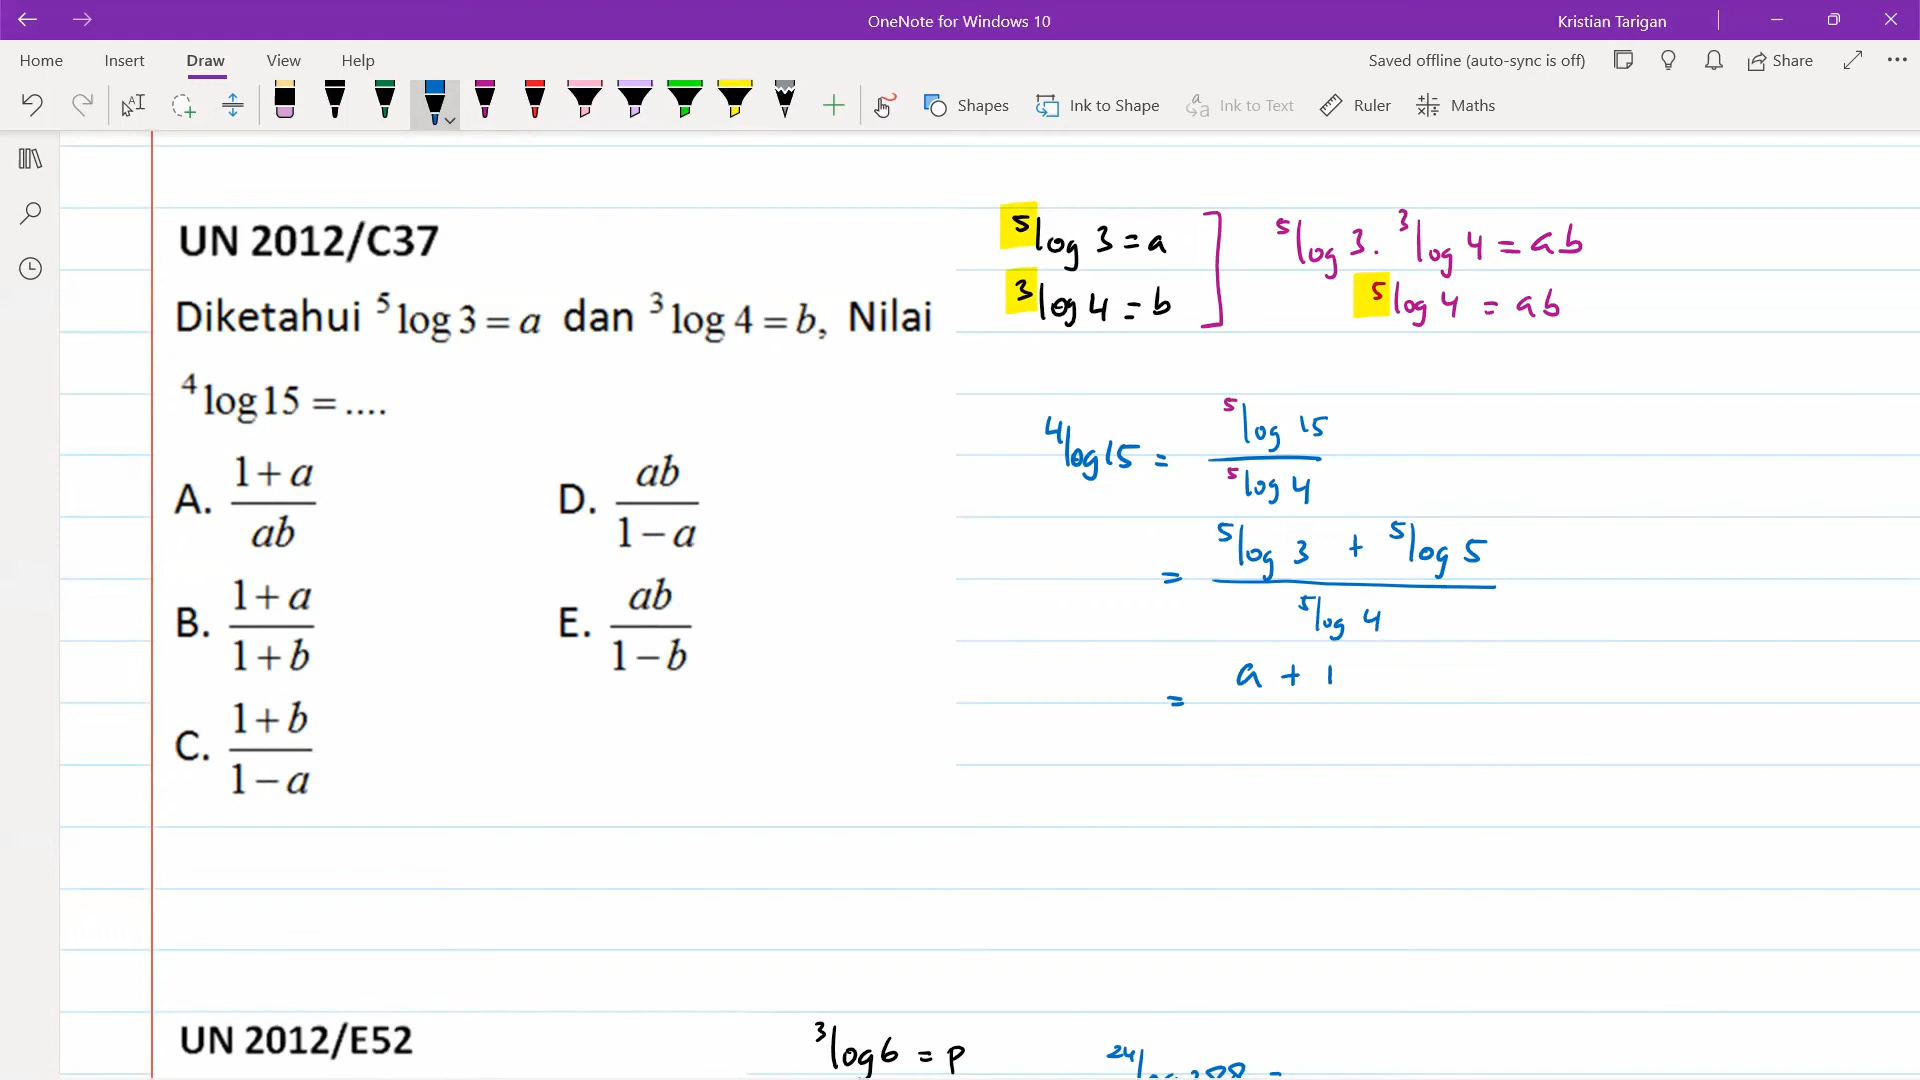 OneNote for Windows 10
Kristian Tarigan
Home Insert Draw View Help
Saved offline (auto-sync is off)
Share
Shapes
Ink to Shape
Ink to Text
Ruler
Maths
UN 2012/C37
Diketahui ⁵log 3 = a dan ³log 4 = b, Nilai
⁴log 15 = ....
A. (1 + a)/(ab)
D. (ab)/(1 − a)
B. (1 + a)/(1 + b)
E. (ab)/(1 − b)
C. (1 + b)/(1 − a)
⁵log 3 = a
³log 4 = b
⁵log 3 . ³log 4 = ab
⁵log 4 = ab
⁴log 15 = (⁵log 15)/(⁵log 4)
= (⁵log 3 + ⁵log 5)/(⁵log 4)
= a + 1
UN 2012/E52
³log 6 = p
²⁴log 288 =